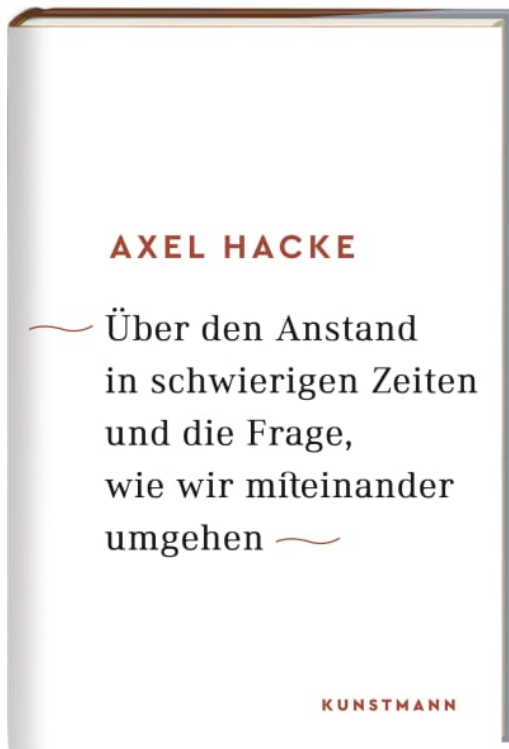 AXEL HACKE
Über den Anstand
in schwierigen Zeiten
und die Frage,
wie wir miteinander
umgehen
KUNSTMANN